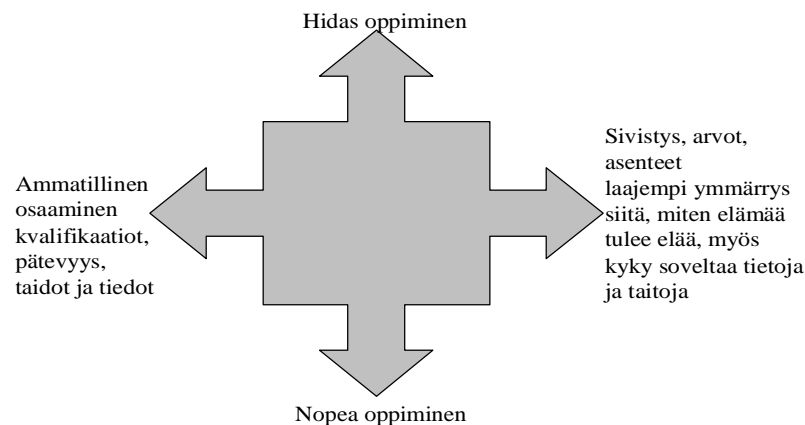 Hidas oppiminen
Ammatillinen
osaaminen
kvalifikaatiot,
pätevyys,
taidot ja tiedot
Sivistys, arvot,
asenteet
laajempi ymmärrys
siitä, miten elämää
tulee elää, myös
kyky soveltaa tietoja
ja taitoja
Nopea oppiminen